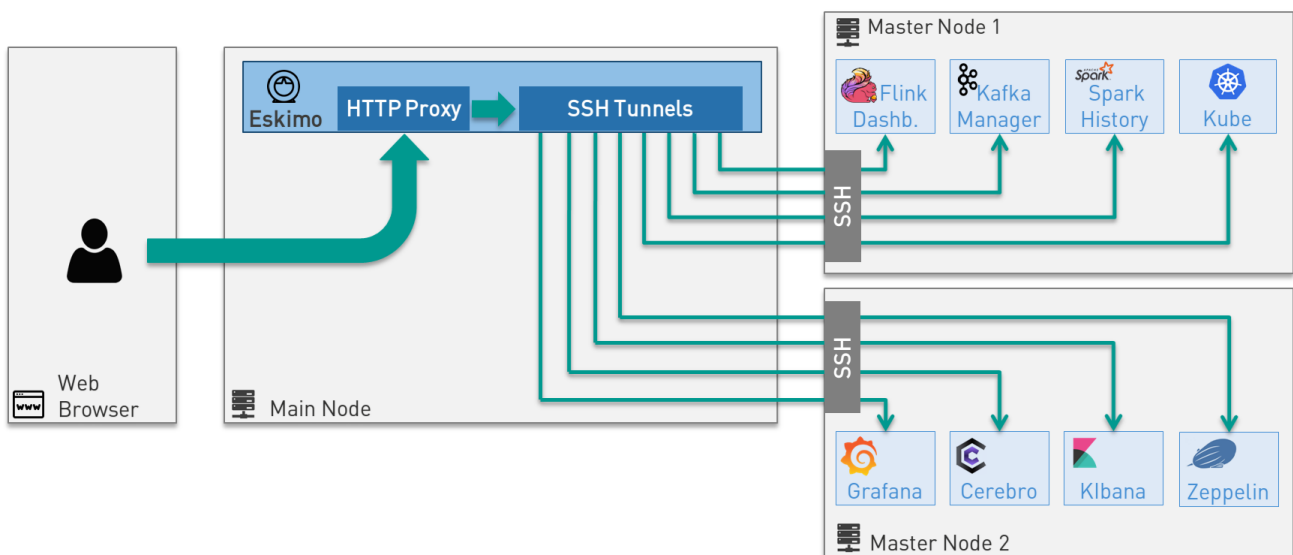 Master Node 1
Eskimo
HTTP Proxy
SSH Tunnels
Flink
Dashb.
Kafka
Manager
Spark
Spark
History
Kube
SSH
SSH
Web
Browser
www
Main Node
Grafana
Cerebro
KIbana
Zeppelin
Master Node 2